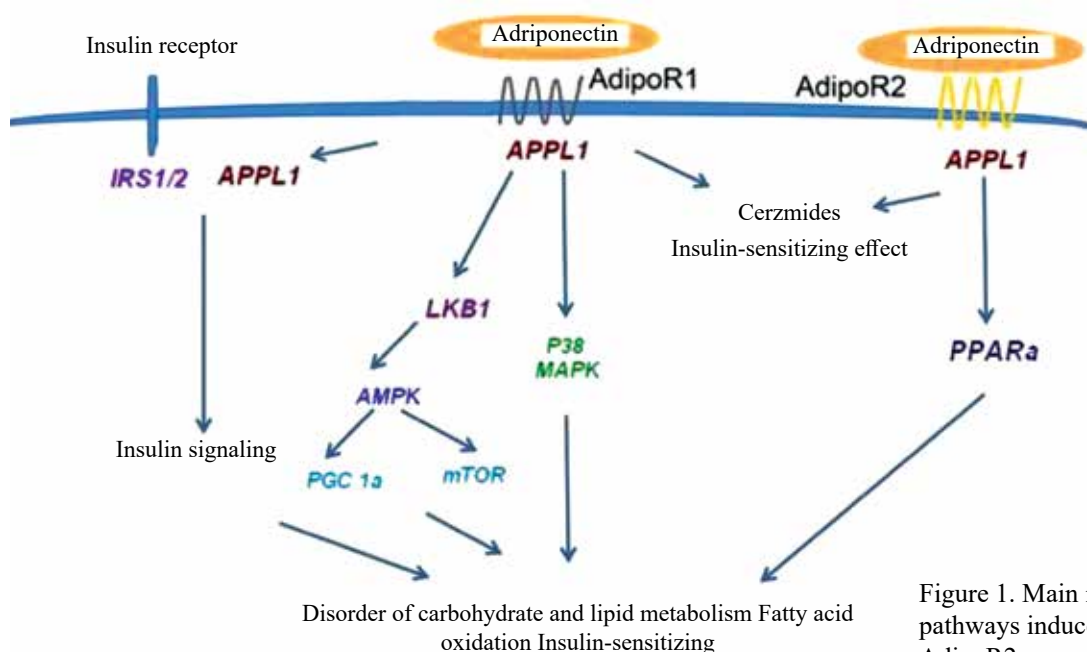 Adriponectin
Insulin receptor
Adriponectin
AdipoR1
AdipoR2
APPL1
IRS1/2 APPL1
APPL1
Cerzmides
Insulin-sensitizing effect
LKB1
P38
MAPK
PPARa
AMPK
Insulin signaling
PGC 1a
mTOR
Disorder of carbohydrate and lipid metabolism Fatty acid
oxidation Insulin-sensitizing
Figure 1. Main
pathways induc